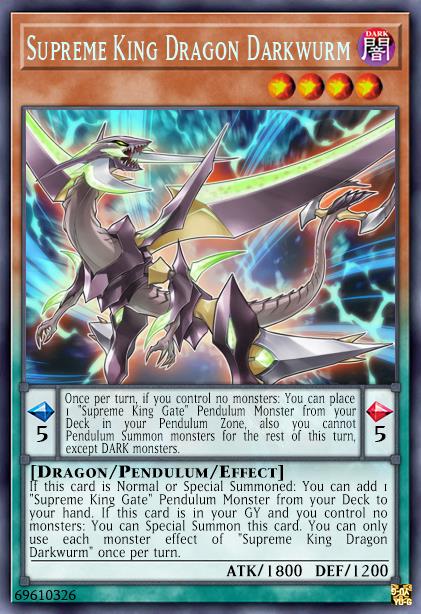 SUPREME KING DRAGON DARKWURM
DARK
闇
Once per turn, if you control no monsters: You can place
1 "Supreme King Gate" Pendulum Monster from your
Deck in your Pendulum Zone, also you cannot
Pendulum Summon monsters for the rest of this turn,
except DARK monsters.
5
5
[DRAGON/PENDULUM/EFFECT]
If this card is Normal or Special Summoned: You can add 1
"Supreme King Gate" Pendulum Monster from your Deck to
your hand. If this card is in your GY and you control no
monsters: You can Special Summon this card. You can only
use each monster effect of "Supreme King Dragon
Darkwurm" once per turn.
ATK/1800 DEF/1200
69610326